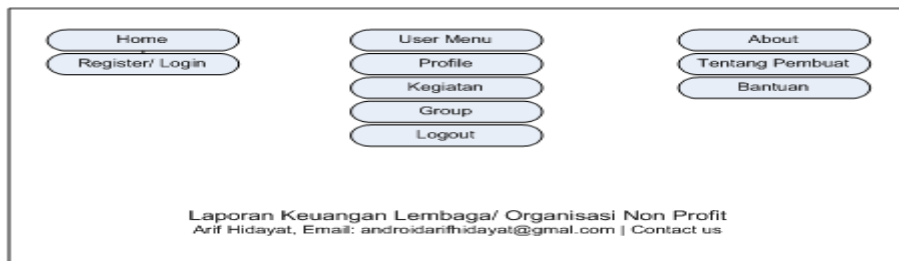 Home
Register/ Login
User Menu
Profile
Kegiatan
Group
Logout
About
Tentang Pembuat
Bantuan
Laporan Keuangan Lembaga/ Organisasi Non Profit
Arif Hidayat, Email: androidarifhidayat@gmal.com | Contact us